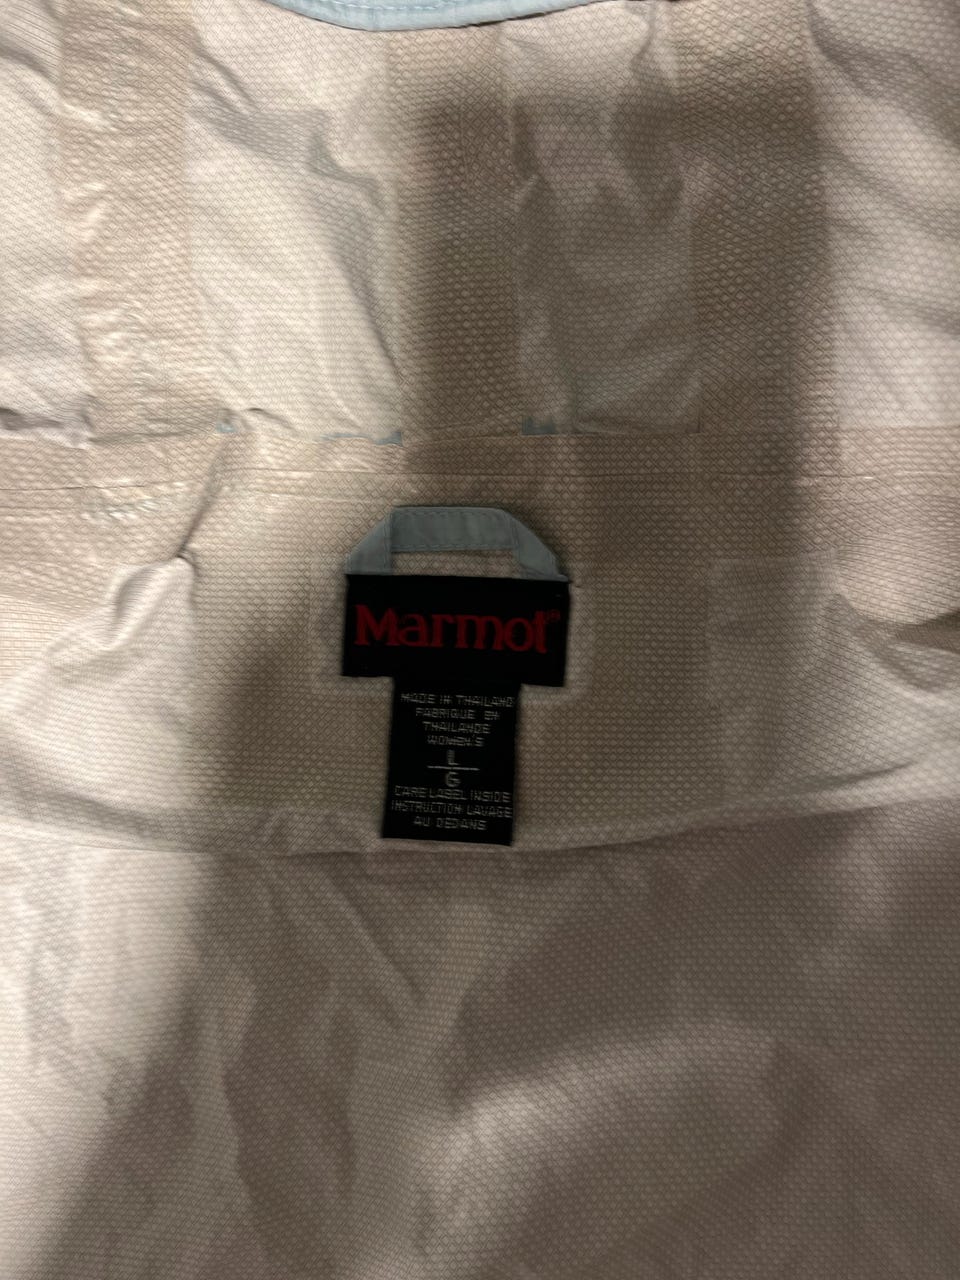 Marmot®
MADE IN THAILAND
FABRIQUE EN
THAILANDE
WOMEN'S
L
G
CARE LABEL INSIDE
INSTRUCTION LAVAGE
AU DEDANS